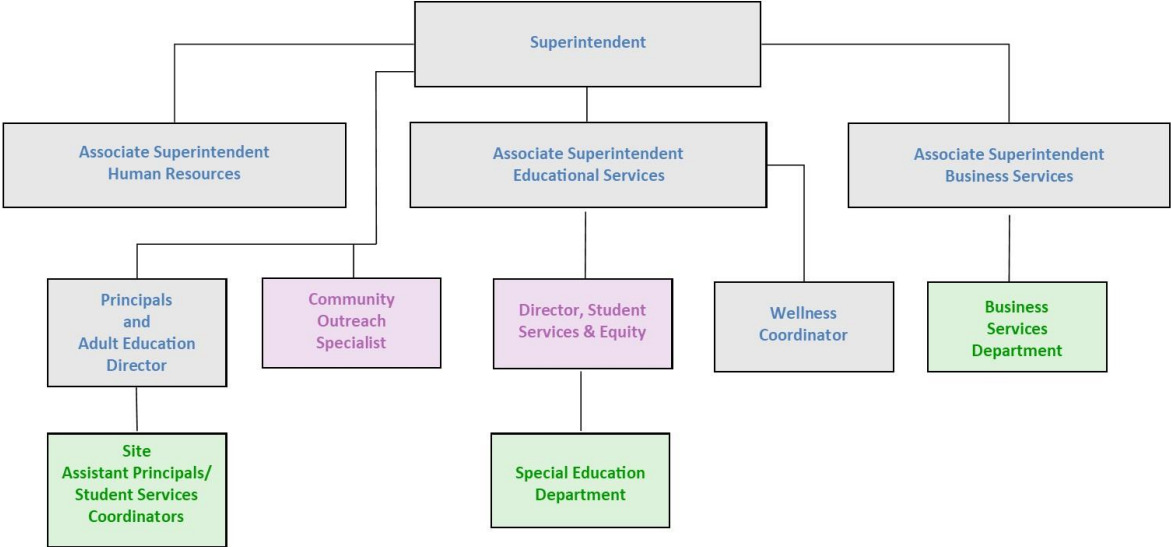 Superintendent
Associate Superintendent
Human Resources
Associate Superintendent
Educational Services
Associate Superintendent
Business Services
Principals
and
Adult Education
Director
Community
Outreach
Specialist
Director, Student
Services & Equity
Wellness
Coordinator
Business
Services
Department
Site
Assistant Principals/
Student Services
Coordinators
Special Education
Department